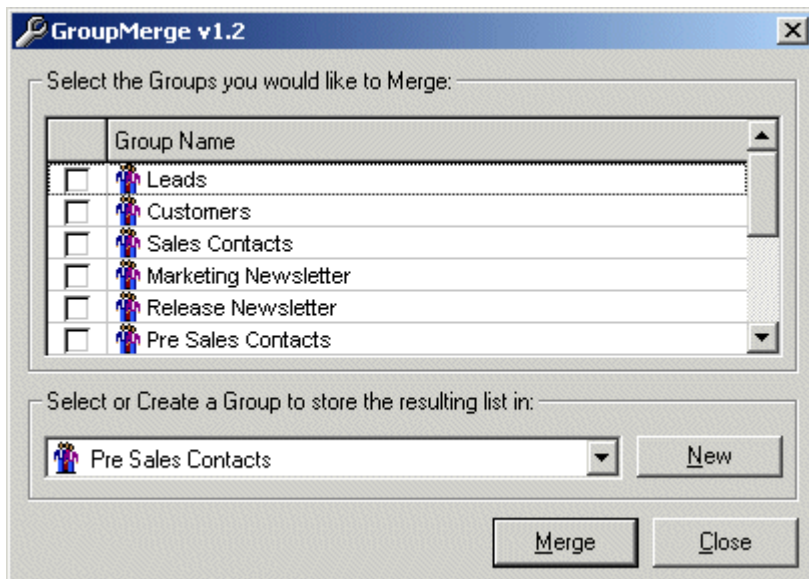 GroupMerge v1.2
Select the Groups you would like to Merge:
Group Name
Leads
Customers
Sales Contacts
Marketing Newsletter
Release Newsletter
Pre Sales Contacts
Select or Create a Group to store the resulting list in:
Pre Sales Contacts New
Merge Close